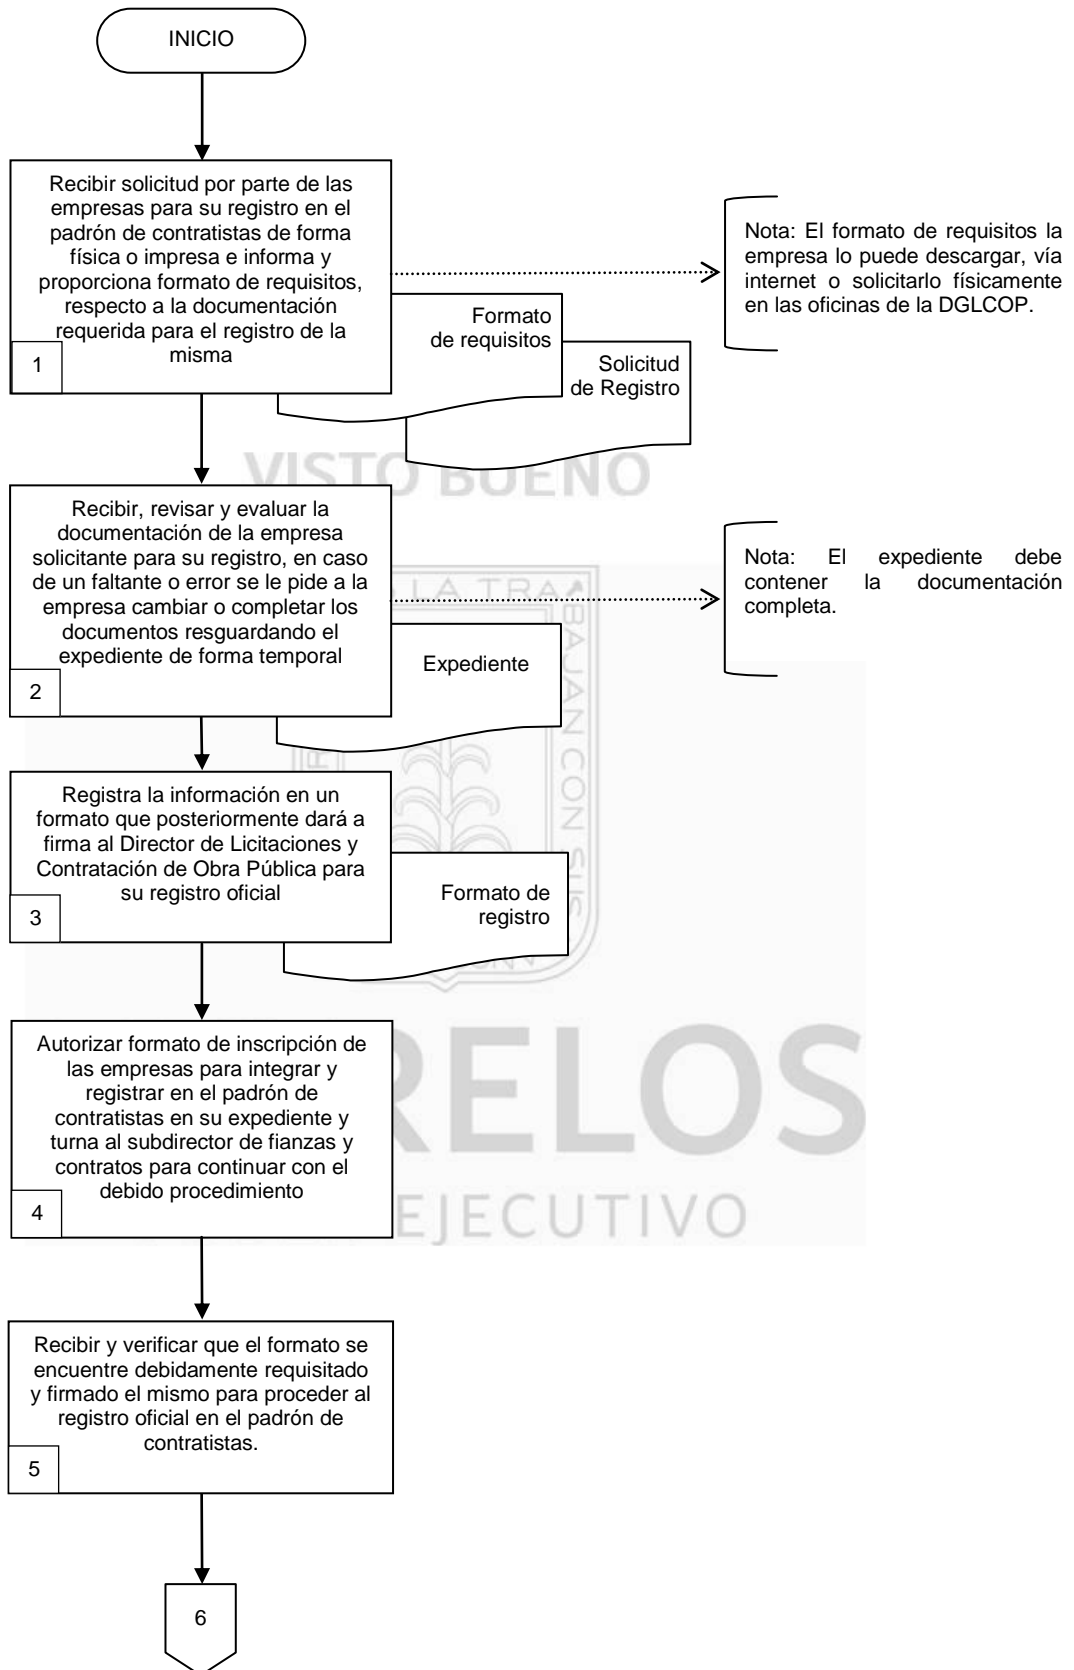 INICIO
Recibir solicitud por parte de las
empresas para su registro en el
padrón de contratistas de forma
física o impresa e informa y
proporciona formato de requisitos,
respecto a la documentación
requerida para el registro de la
misma
1
Formato
de requisitos
Solicitud
de Registro
Nota: El formato de requisitos la
empresa lo puede descargar, vía
internet o solicitarlo físicamente
en las oficinas de la DGLCOP.
VISTO BUENO
Recibir, revisar y evaluar la
documentación de la empresa
solicitante para su registro, en caso
de un faltante o error se le pide a la
empresa cambiar o completar los
documentos resguardando el
expediente de forma temporal
2
Expediente
Nota: El expediente debe
contener la documentación
completa.
LA TRABAJAN CON SUS
Registra la información en un
formato que posteriormente dará a
firma al Director de Licitaciones y
Contratación de Obra Pública para
su registro oficial
3
Formato de
registro
Autorizar formato de inscripción de
las empresas para integrar y
registrar en el padrón de
contratistas en su expediente y
turna al subdirector de fianzas y
contratos para continuar con el
debido procedimiento
4
RELOS
EJECUTIVO
Recibir y verificar que el formato se
encuentre debidamente requisitado
y firmado el mismo para proceder al
registro oficial en el padrón de
contratistas.
5
6